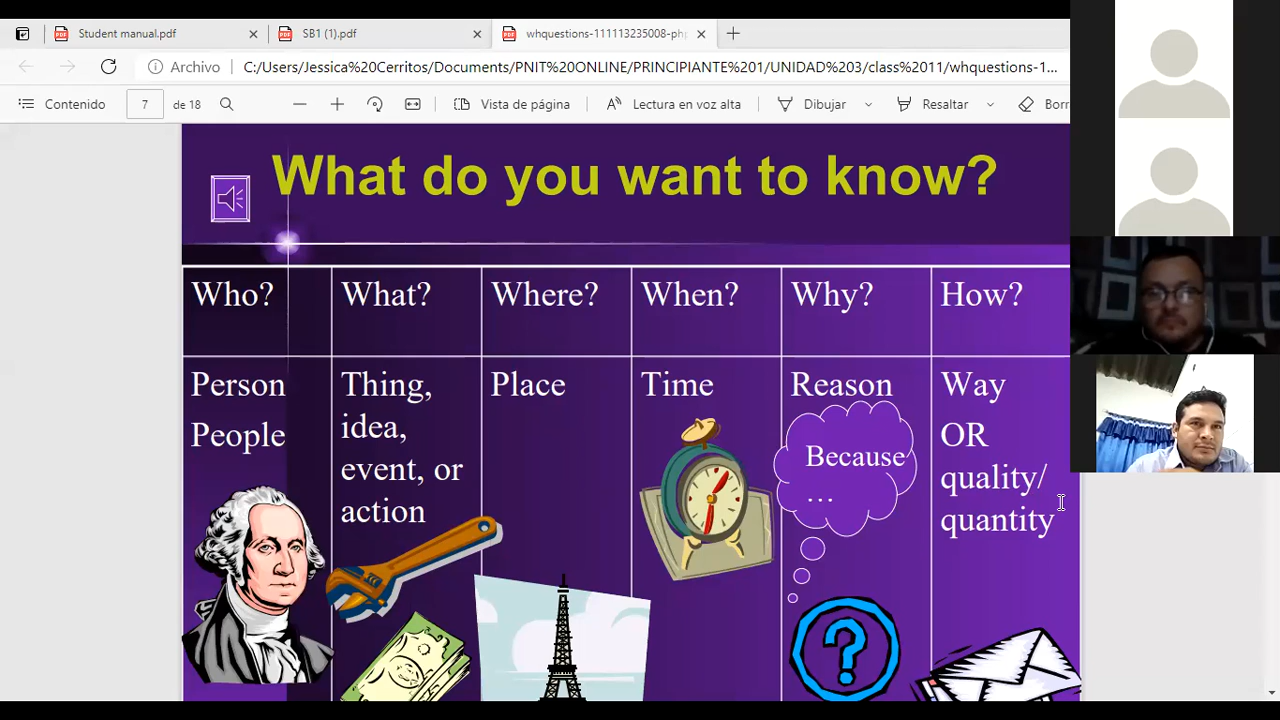 Student manual.pdf
SB1 (1).pdf
whquestions-111113235008-php
Archivo
C:/Users/Jessica%20Cerritos/Documents/PNIT%20ONLINE/PRINCIPIANTE%201/UNIDAD%203/class%2011/whquestions-1...
Contenido
7
de 18
Vista de página
Lectura en voz alta
Dibujar
Resaltar
Borr
What do you want to know?
Who?
What?
Where?
When?
Why?
How?
Person
People
Thing,
idea,
event, or
action
Place
Time
Reason
Because
...
Way
OR
quality/
quantity